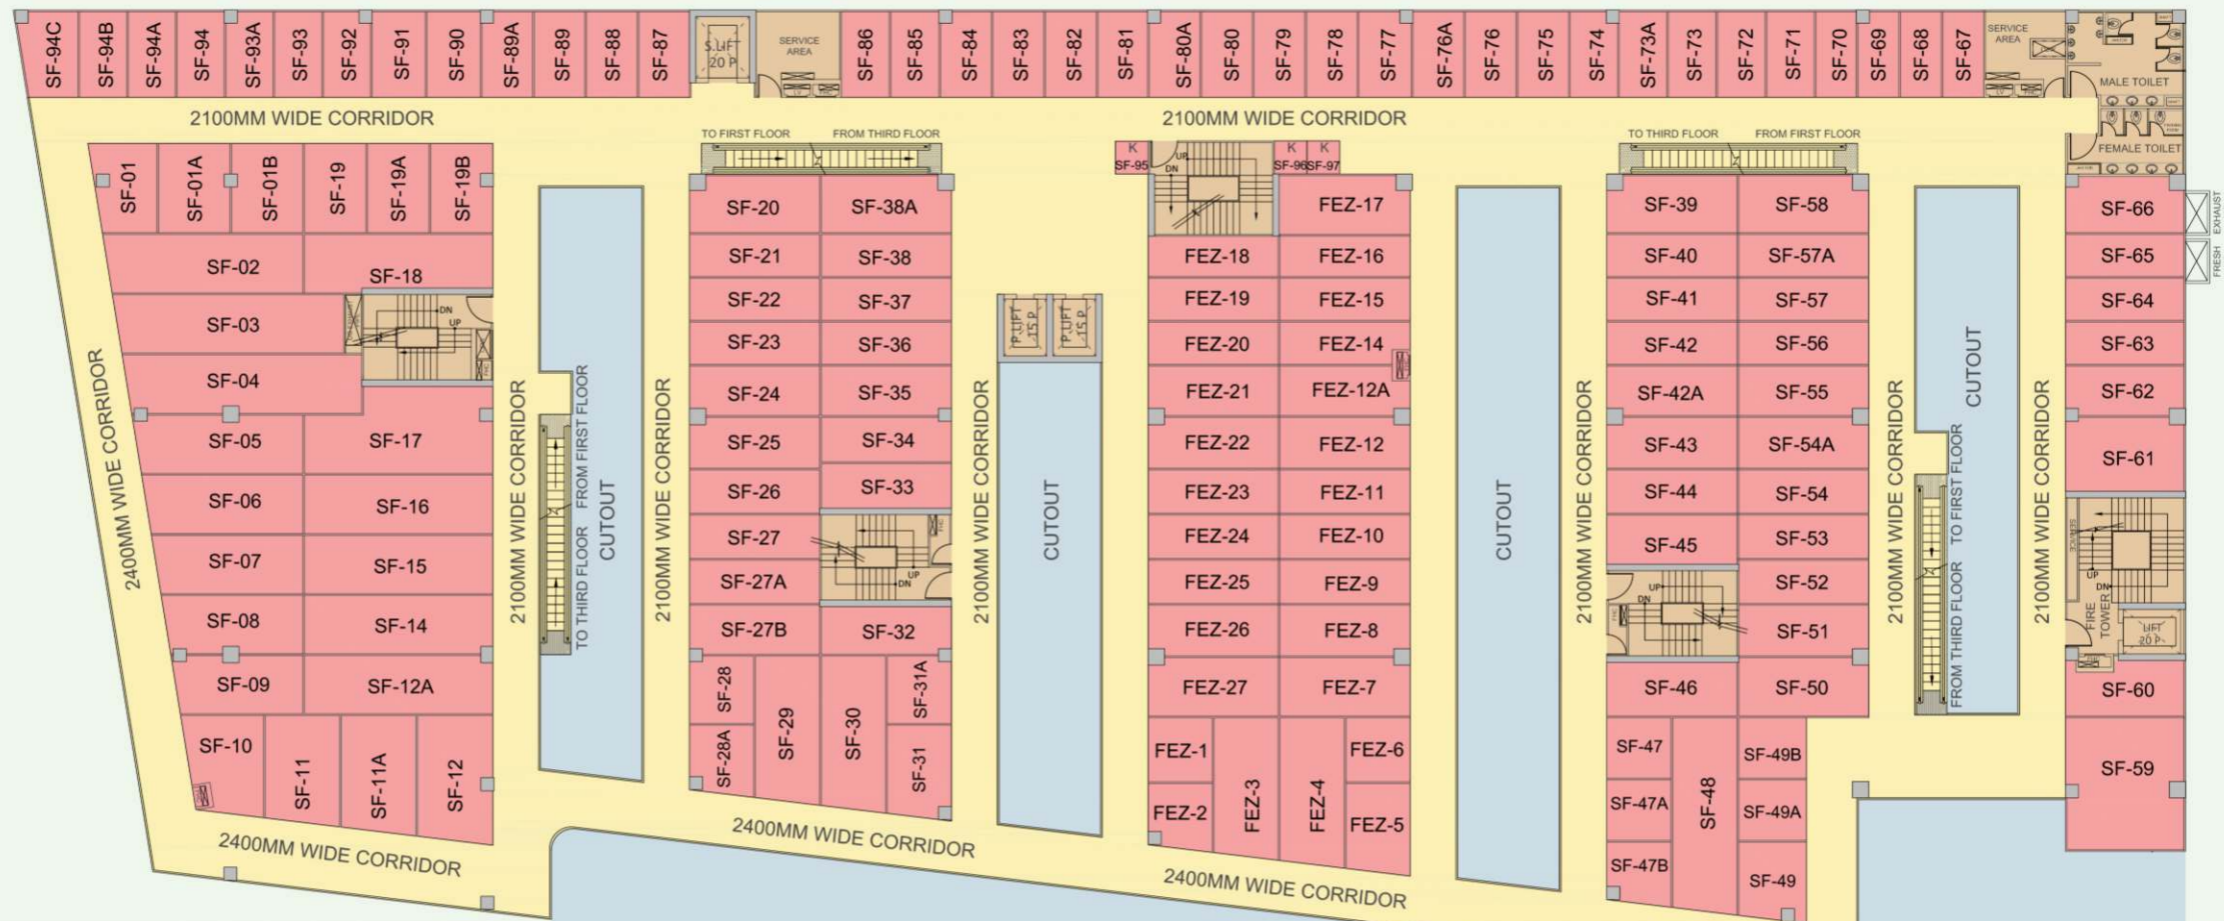 SF-94C
SF-94B
SF-94A
SF-94
SF-93A
SF-93
SF-92
SF-91
SF-90
SF-89A
SF-89
SF-88
SF-87
S.LIFT
20 P
SERVICE
AREA
SF-86
SF-85
SF-84
SF-83
SF-82
SF-81
SF-80A
SF-80
SF-79
SF-78
SF-77
SF-76A
SF-76
SF-75
SF-74
SF-73A
SF-73
SF-72
SF-71
SF-70
SF-69
SF-68
SF-67
SERVICE
AREA
MALE TOILET
FEMALE TOILET
2100MM WIDE CORRIDOR
2100MM WIDE CORRIDOR
TO FIRST FLOOR
FROM THIRD FLOOR
TO THIRD FLOOR
FROM FIRST FLOOR
2400MM WIDE CORRIDOR
SF-01
SF-01A
SF-01B
SF-19
SF-19A
SF-19B
SF-02
SF-18
SF-03
DN
UP
FHC
SF-04
SF-05
SF-17
SF-06
SF-16
SF-07
SF-15
SF-08
SF-14
SF-09
SF-12A
SF-10
SF-11
SF-11A
SF-12
2400MM WIDE CORRIDOR
2100MM WIDE CORRIDOR
TO THIRD FLOOR
FROM FIRST FLOOR
CUTOUT
2100MM WIDE CORRIDOR
SF-20
SF-38A
SF-21
SF-38
SF-22
SF-37
SF-23
SF-36
SF-24
SF-35
SF-25
SF-34
SF-26
SF-33
SF-27
FHC
UP
DN
SF-27A
SF-27B
SF-32
SF-28
SF-29
SF-30
SF-31A
SF-28A
SF-31
2400MM WIDE CORRIDOR
2100MM WIDE CORRIDOR
P.LIFT
15 P
P.LIFT
15 P
CUTOUT
K
SF-95
UP
DN
K
SF-96
K
SF-97
FEZ-17
FEZ-18
FEZ-16
FEZ-19
FEZ-15
FEZ-20
FEZ-14
FEZ-21
FEZ-12A
FEZ-22
FEZ-12
FEZ-23
FEZ-11
FEZ-24
FEZ-10
FEZ-25
FEZ-9
FEZ-26
FEZ-8
FEZ-27
FEZ-7
FEZ-1
FEZ-3
FEZ-4
FEZ-6
FEZ-2
FEZ-5
2400MM WIDE CORRIDOR
CUTOUT
2100MM WIDE CORRIDOR
SF-39
SF-58
SF-40
SF-57A
SF-41
SF-57
SF-42
SF-56
SF-42A
SF-55
SF-43
SF-54A
SF-44
SF-54
SF-45
SF-53
UP
DN
FHC
SF-52
SF-51
SF-46
SF-50
SF-47
SF-48
SF-49B
SF-47A
SF-49A
SF-47B
SF-49
2100MM WIDE CORRIDOR
CUTOUT
FROM THIRD FLOOR
TO FIRST FLOOR
2100MM WIDE CORRIDOR
SF-66
EXHAUST
SF-65
FRESH
SF-64
SF-63
SF-62
SF-61
SERVICE
UP
DN
FIRE
TOWER
LIFT
20 P
SF-60
SF-59